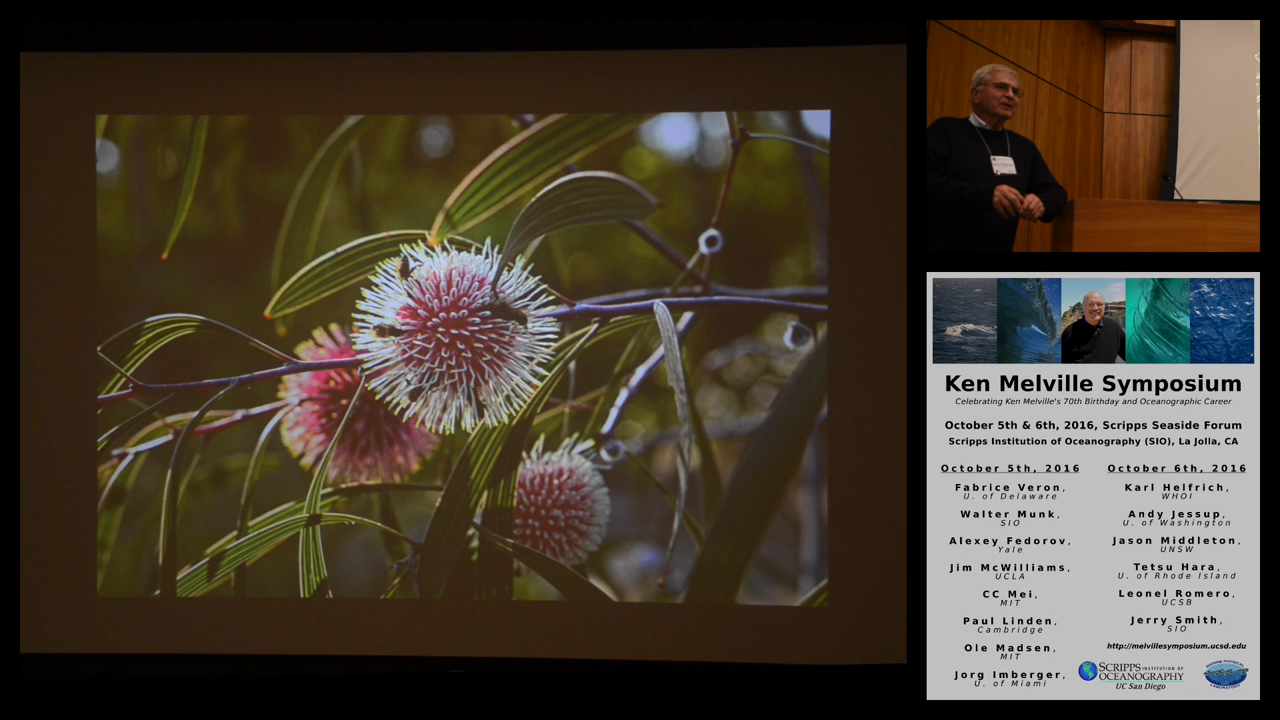 Ken Melville Symposium
Celebrating Ken Melville's 70th Birthday and Oceanographic Career
October 5th & 6th, 2016, Scripps Seaside Forum
Scripps Institution of Oceanography (SIO), La Jolla, CA
October 5th, 2016
Fabrice Veron,
U. of Delaware
Walter Munk,
SIO
Alexey Fedorov,
Yale
Jim McWilliams,
UCLA
CC Mei,
MIT
Paul Linden,
Cambridge
Ole Madsen,
MIT
Jorg Imberger,
U. of Miami
October 6th, 2016
Karl Helfrich,
WHOI
Andy Jessup,
U. of Washington
Jason Middleton,
UNSW
Tetsu Hara,
U. of Rhode Island
Leonel Romero,
UCSB
Jerry Smith,
SIO
http://melvillesymposium.ucsd.edu
SCRIPPS INSTITUTION OF
OCEANOGRAPHY
UC San Diego
MARINE PHYSICAL
LABORATORY